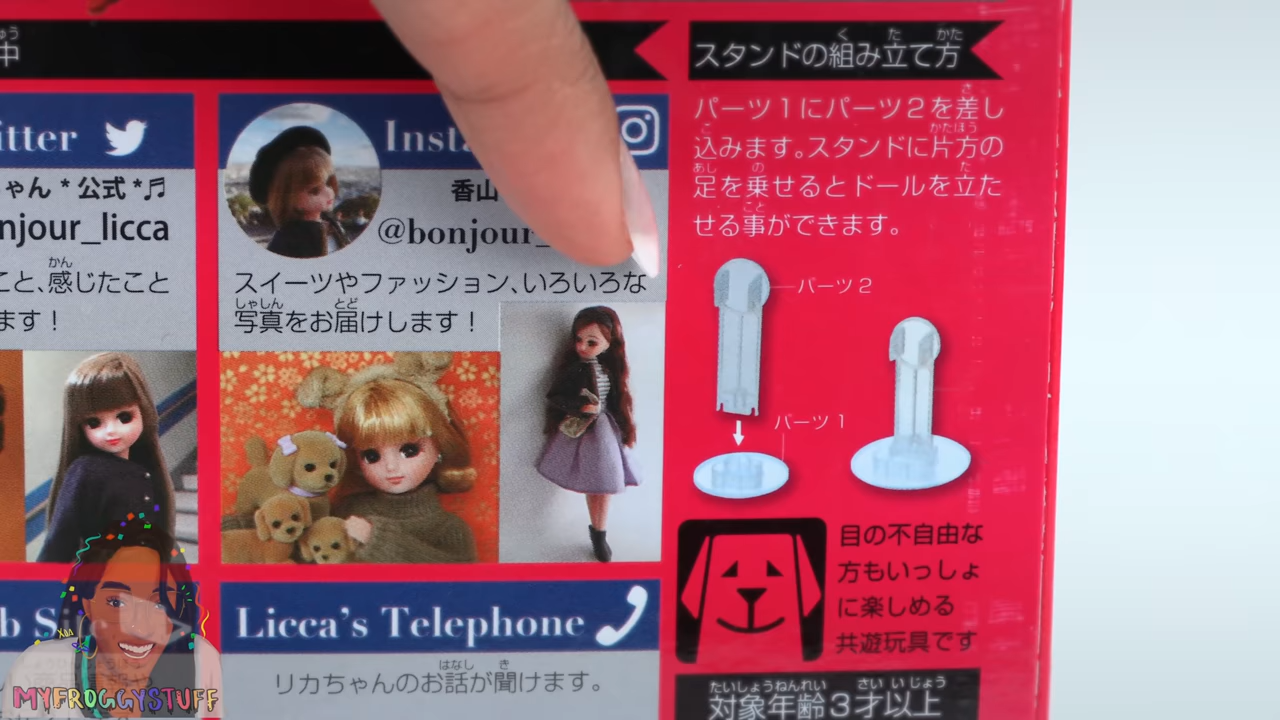 中
スタンドの組み立て方
パーツ1にパーツ2を差し
込みます。スタンドに片方の
足を乗せるとドールを立た
せる事ができます。
パーツ2
パーツ1
目の不自由な
方もいっしょ
に楽しめる
共遊玩具です
対象年齢3才以上
itter
ゃん*公式*♬
njour_licca
こと、感じたこと
ます!
Insta
香山
@bonjour_
スイーツやファッション、いろいろな
写真をお届けします!
b S
Licca's Telephone
リカちゃんのお話が聞けます。
MYFROGGYSTUFF